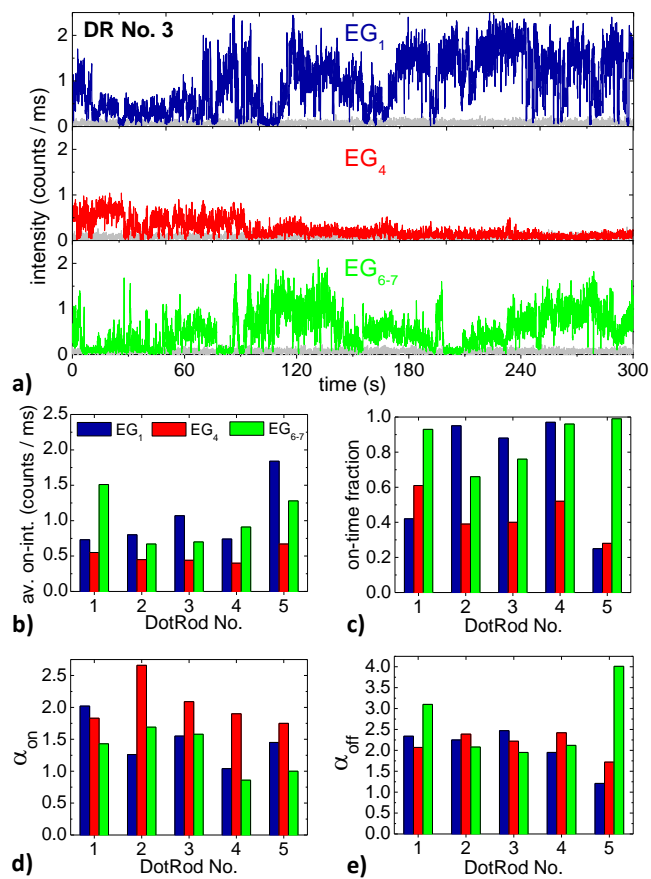 DR No. 3
EG1
2
1
0
EG4
2
1
0
EG6-7
2
1
0
intensity (counts / ms)
0 60 120 180 240 300
time (s)
a)
EG1 EG4 EG6-7
av. on-int. (counts / ms)
2.5
2.0
1.5
1.0
0.5
0.0
1 2 3 4 5
DotRod No.
b)
on-time fraction
1.0
0.8
0.6
0.4
0.2
0.0
1 2 3 4 5
DotRod No.
c)
αon
2.5
2.0
1.5
1.0
0.5
0.0
1 2 3 4 5
DotRod No.
d)
αoff
4.0
3.5
3.0
2.5
2.0
1.5
1.0
0.5
0.0
1 2 3 4 5
DotRod No.
e)